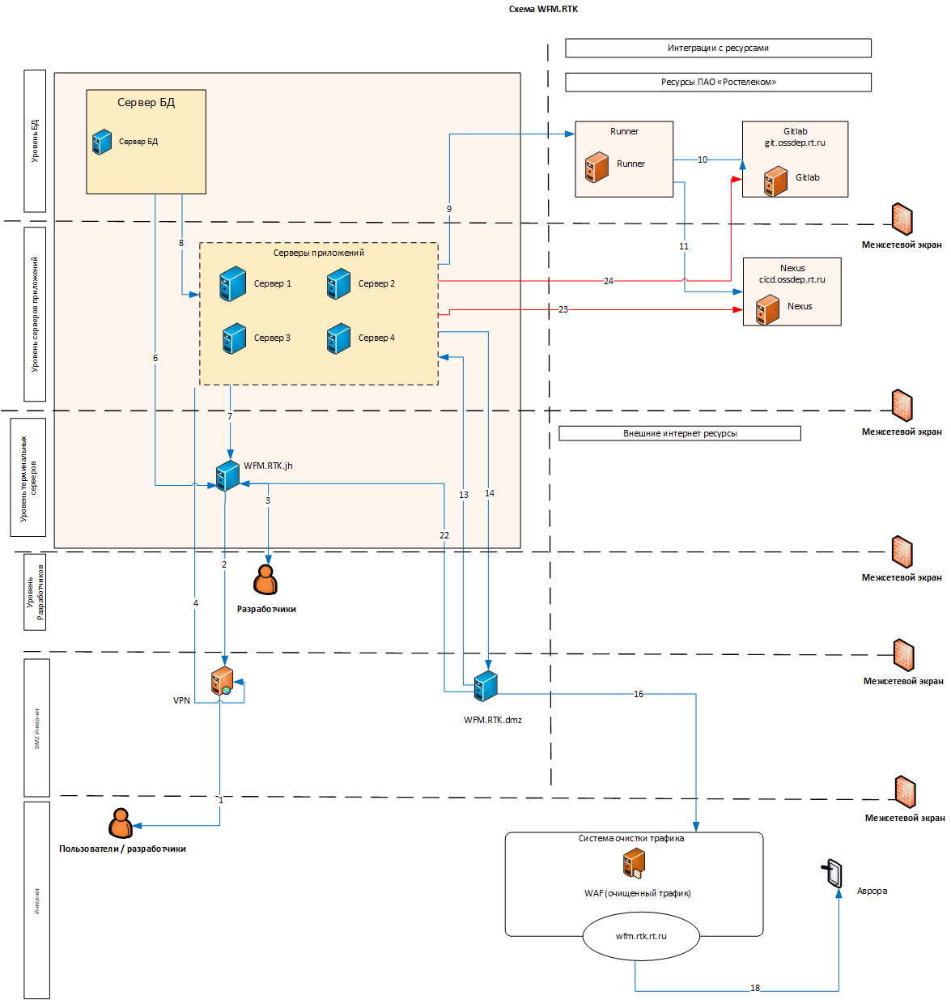 Схема WFM.RTK
Интеграции с ресурсами
Ресурсы ПАО «Ростелеком»
Уровень БД
Сервер БД
Сервер БД
Runner
Runner
10
Gitlab
git.ossdep.rt.ru
Gitlab
9
8
11
Межсетевой экран
Уровень серверов приложений
Серверы приложений
Сервер 1
Сервер 2
Сервер 3
Сервер 4
24
23
Nexus
cicd.ossdep.rt.ru
Nexus
6
7
Межсетевой экран
Внешние интернет ресурсы
Уровень терминальных
серверов
WFM.RTK.jh
3
13
14
22
2
Межсетевой экран
Уровень
Разработчиков
4
Разработчики
Межсетевой экран
DMZ Интернет
VPN
WFM.RTK.dmz
16
1
Межсетевой экран
Интернет
Пользователи / разработчики
Система очистки трафика
WAF (очищенный трафик)
wfm.rtk.rt.ru
Аврора
18